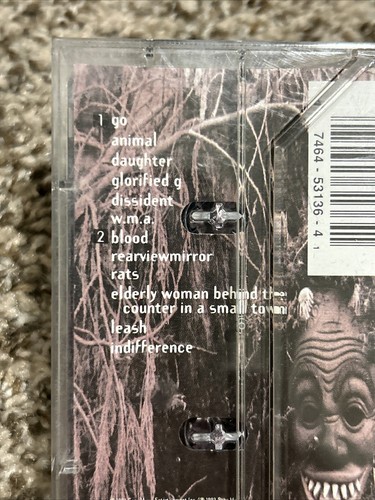 1 go
animal
daughter
glorified g
dissident
w.m.a.
2 blood
rearviewmirror
rats
elderly woman behind the
counter in a small town
leash
indifference
7464 - 53136 - 4 1